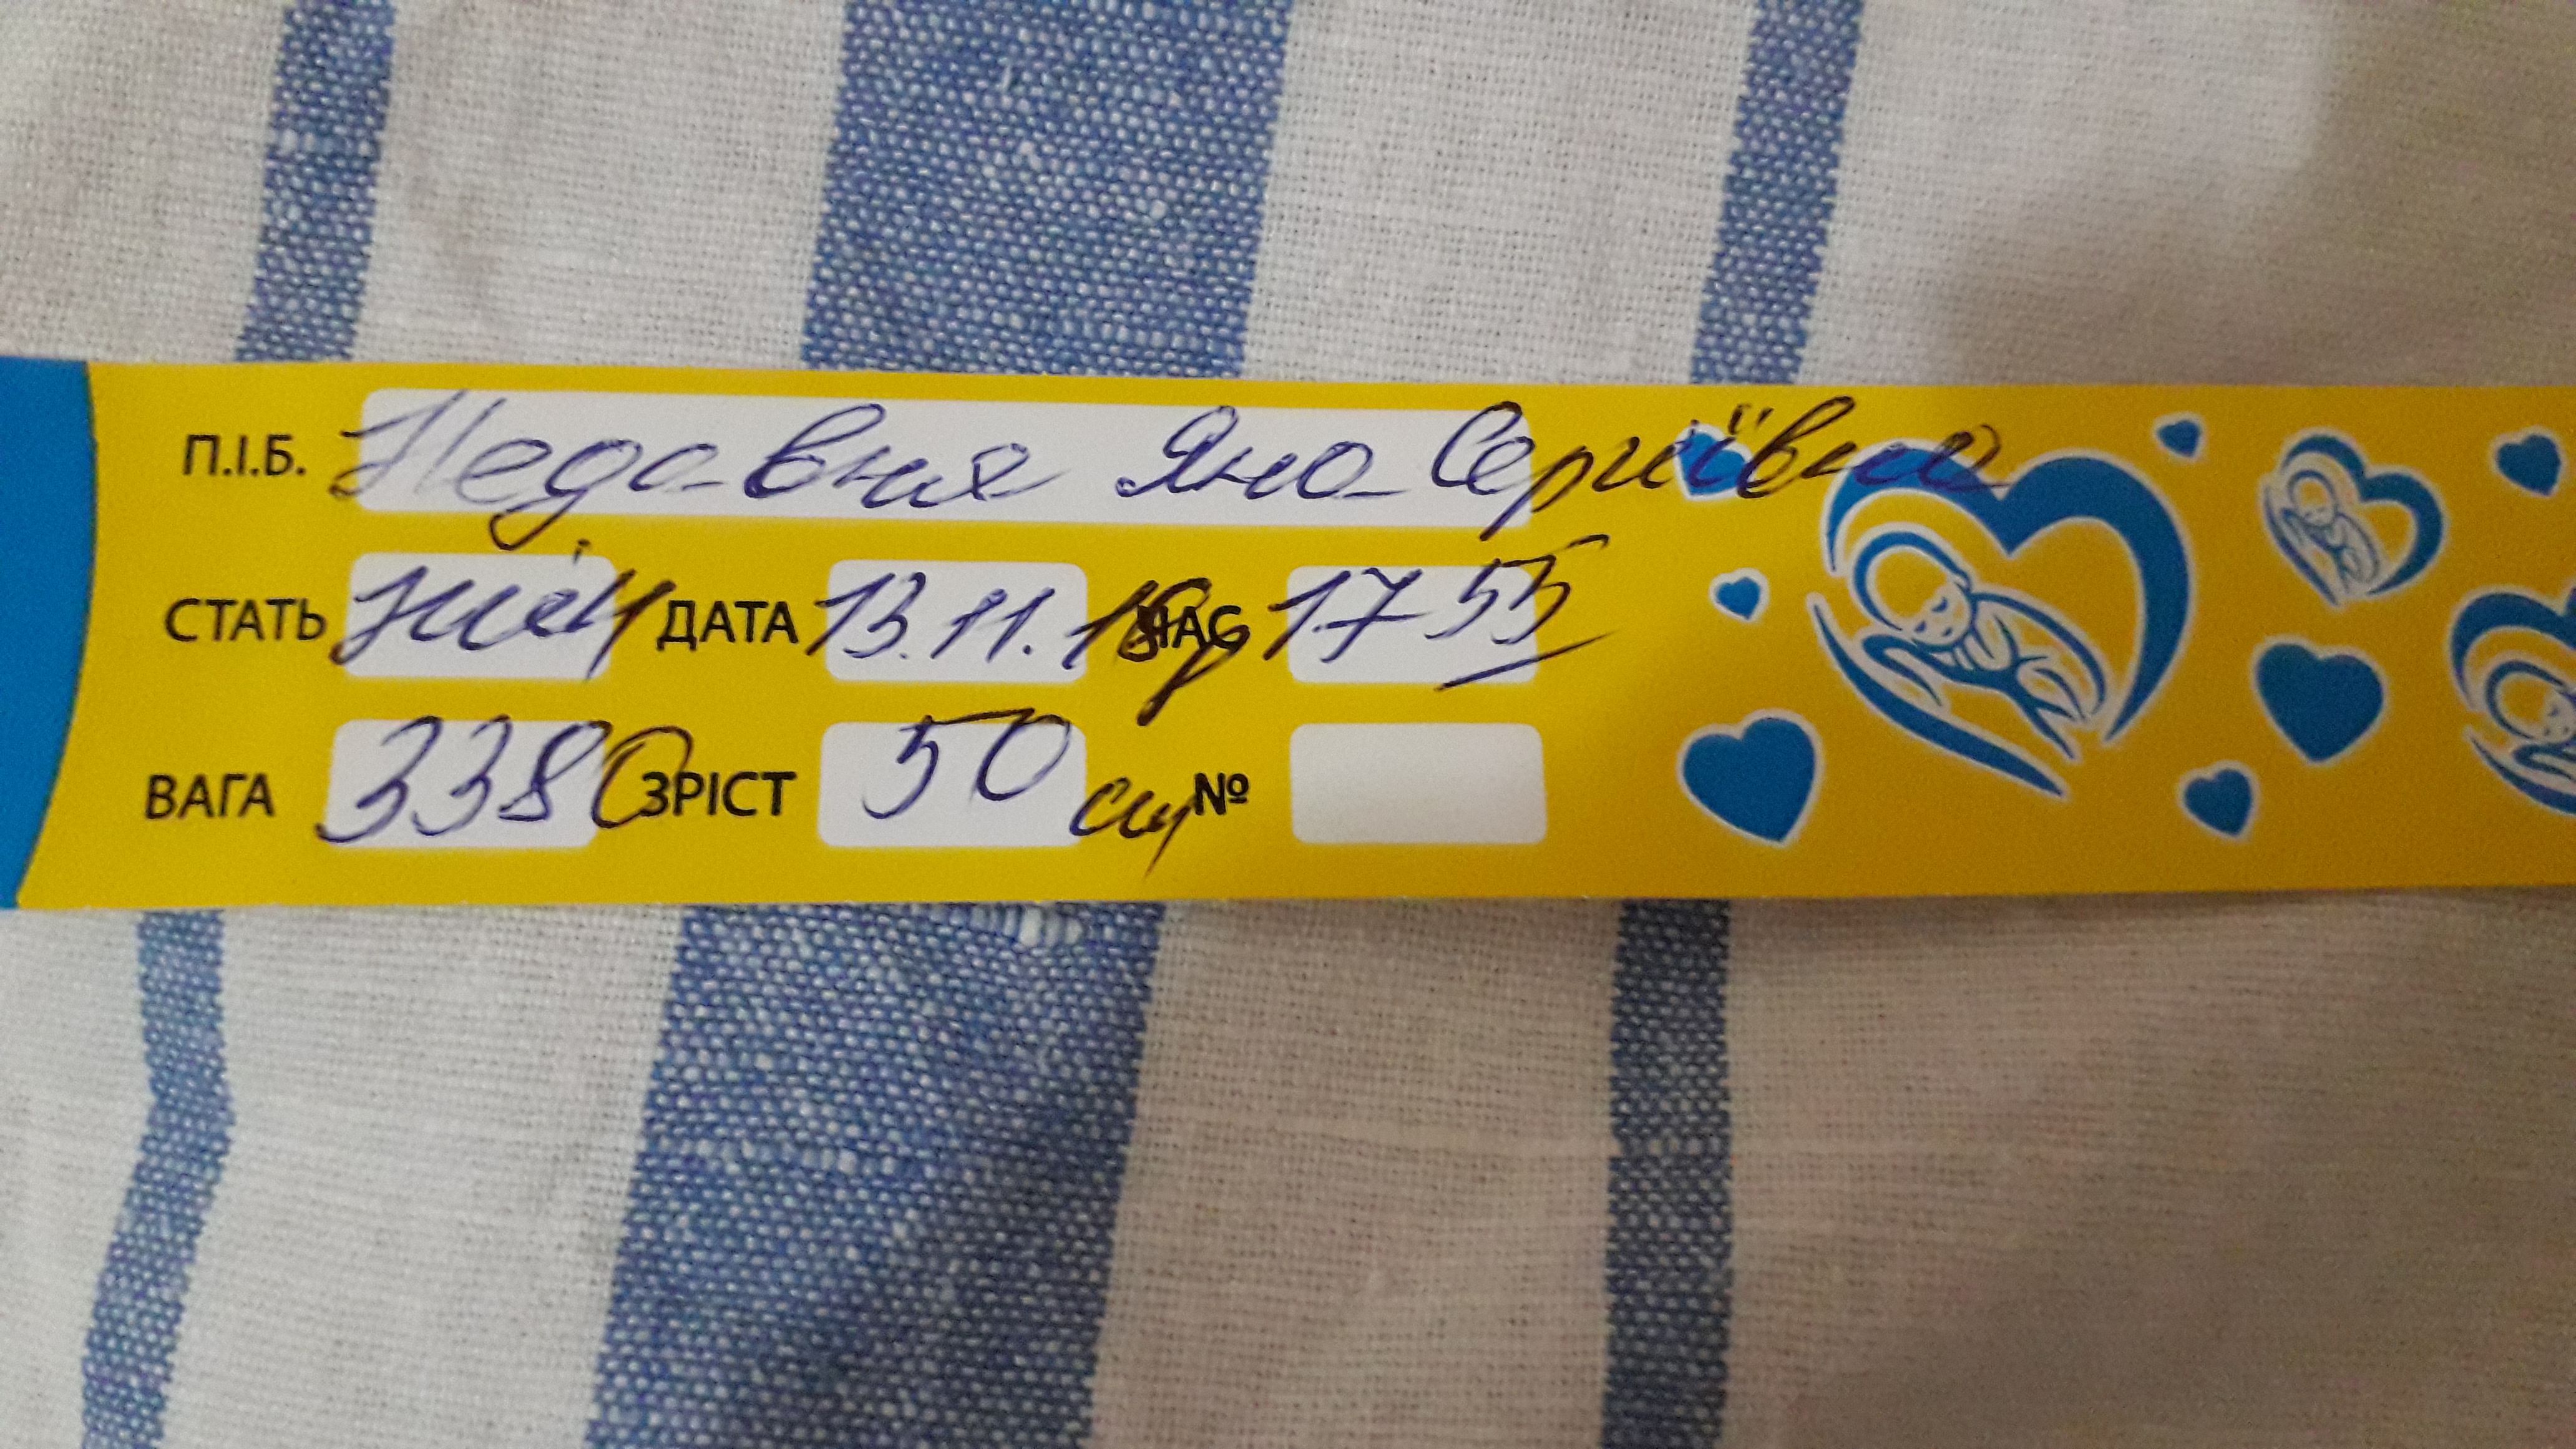 П.І.Б. Недавня Яна Сергіївна
СТАТЬ жін ДАТА 13.11.18р ЧАС 17 55
ВАГА 3380 ЗРІСТ 50 см №